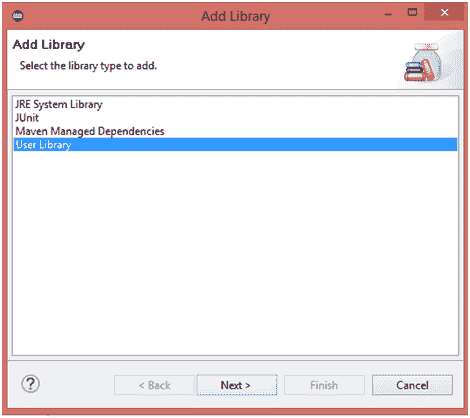 Add Library
Add Library
Select the library type to add.
JRE System Library
JUnit
Maven Managed Dependencies
User Library
? < Back Next > Finish Cancel